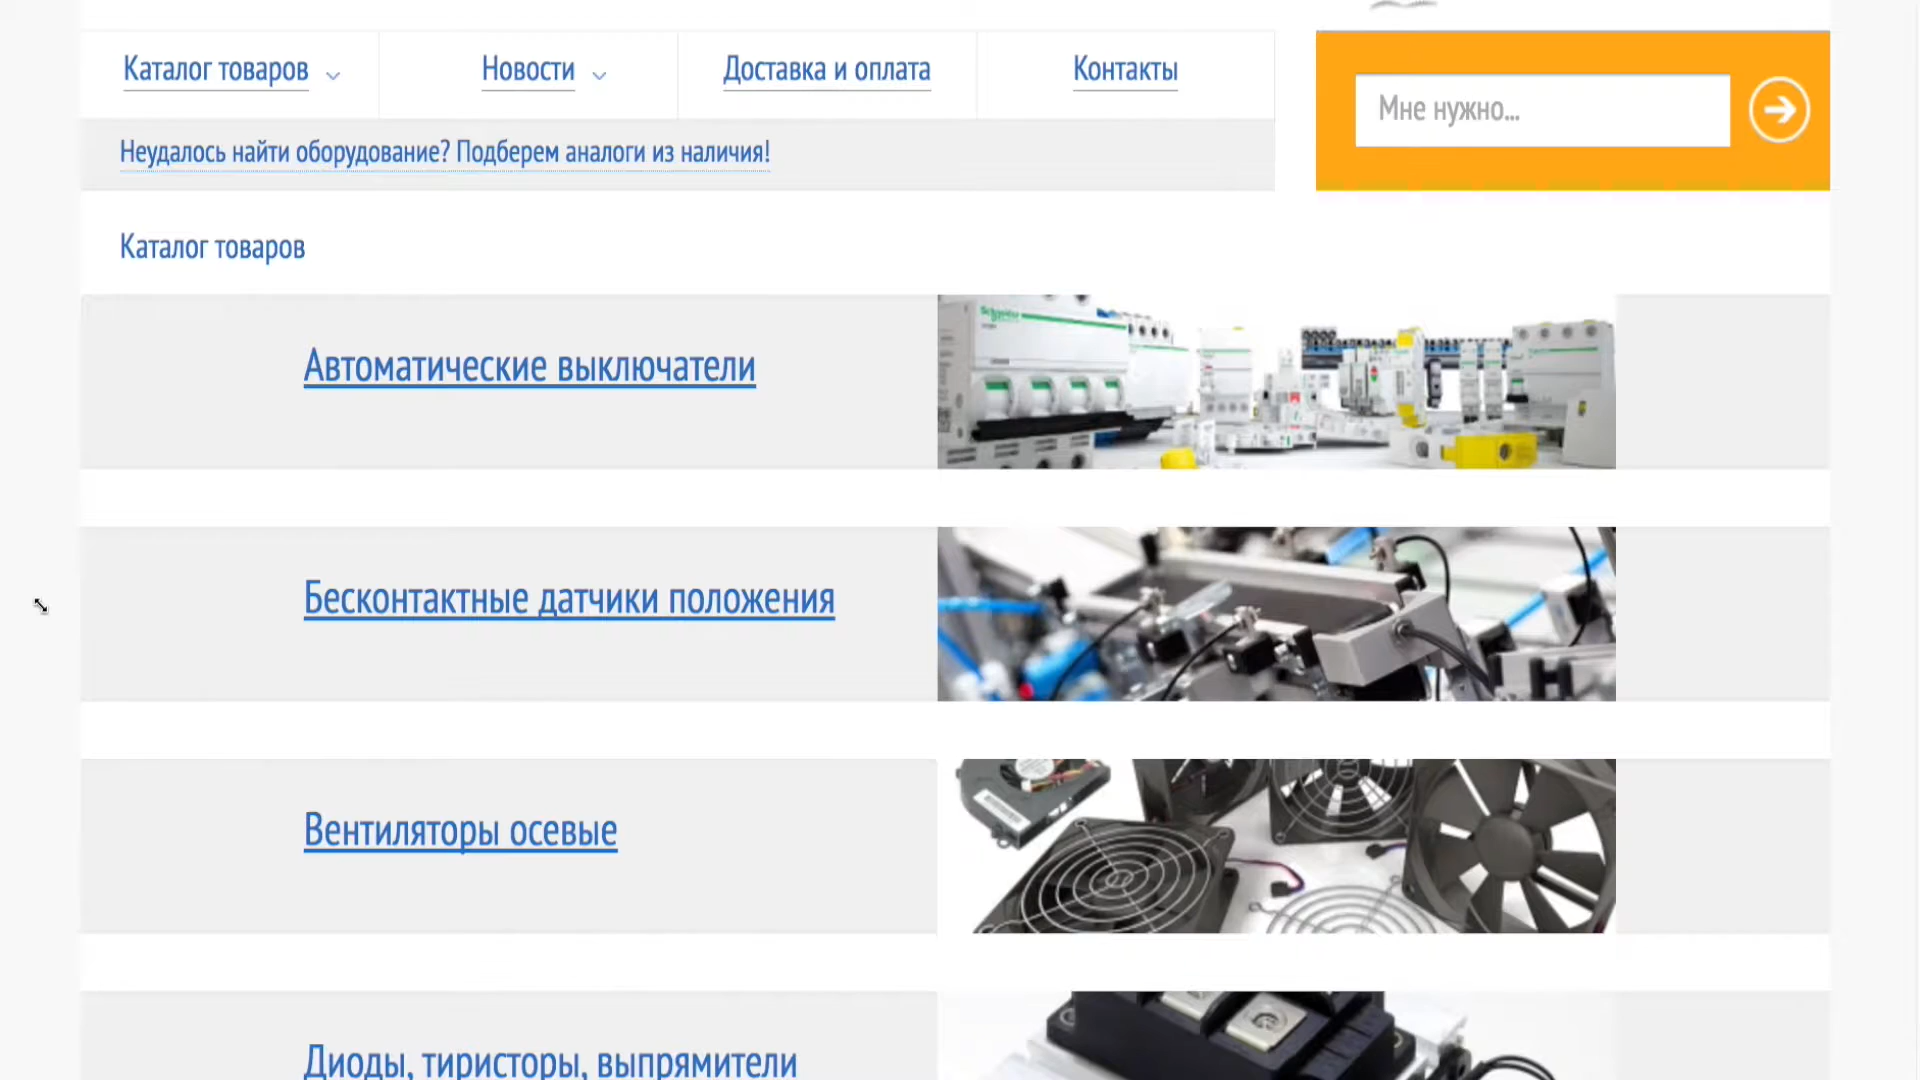 Каталог товаров
Новости
Доставка и оплата
Контакты
Мне нужно...
Неудалось найти оборудование? Подберем аналоги из наличия!
Каталог товаров
Автоматические выключатели
Schneider
Бесконтактные датчики положения
Вентиляторы осевые
Диоды, тиристоры, выпрямители